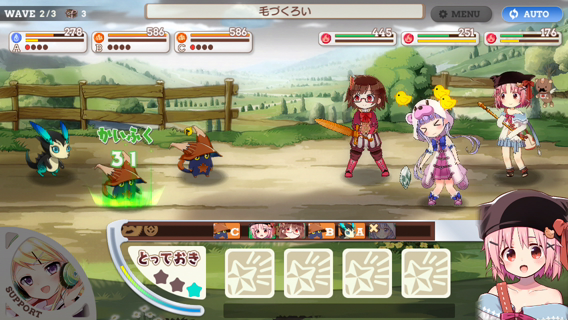 WAVE 2/3 3
毛づくろい
MENU
AUTO
A 278
B 586
C 586
445
251
176
かいふく
31
C B A
とっておき
SUPPORT